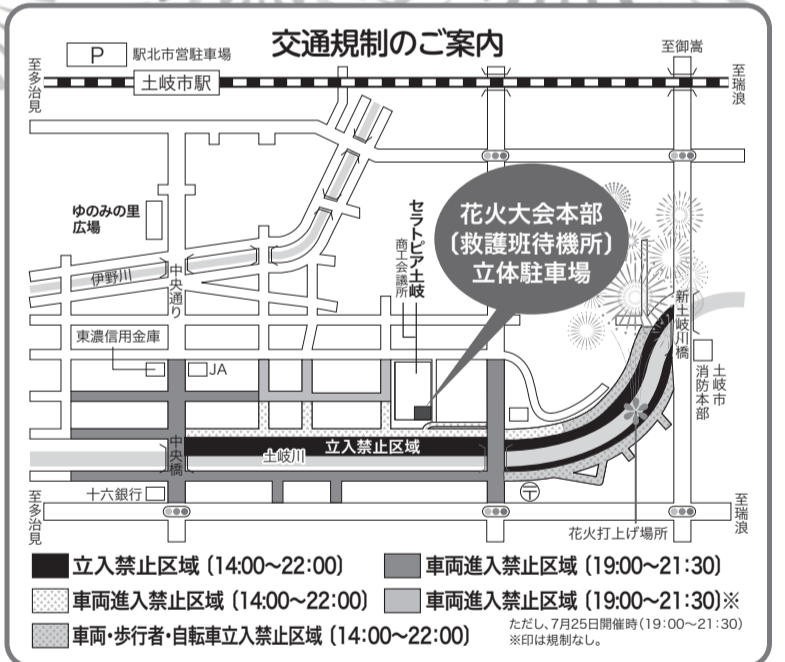 交通規制のご案内
P
駅北市営駐車場
至御嵩
至多治見
土岐市駅
至瑞浪
ゆのみの里
広場
セラトピア土岐
商工会議所
花火大会本部
〔救護班待機所〕
立体駐車場
伊野川
中央通り
新土岐川橋
東濃信用金庫
JA
土岐市
消防本部
中央橋
立入禁止区域
土岐川
十六銀行
至多治見
〒
至瑞浪
花火打上げ場所
立入禁止区域〔14:00〜22:00〕
車両進入禁止区域〔19:00〜21:30〕
車両進入禁止区域〔14:00〜22:00〕
車両進入禁止区域〔19:00〜21:30〕※
車両・歩行者・自転車立入禁止区域〔14:00〜22:00〕
ただし、7月25日開催時(19:00〜21:30)
※印は規制なし。